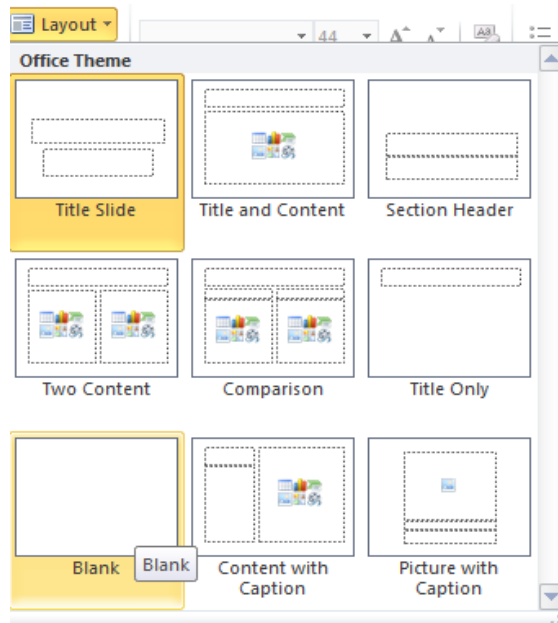 Layout
44
A A Aa
Office Theme
Title Slide
Title and Content
Section Header
Two Content
Comparison
Title Only
Blank
Blank
Content with
Caption
Picture with
Caption